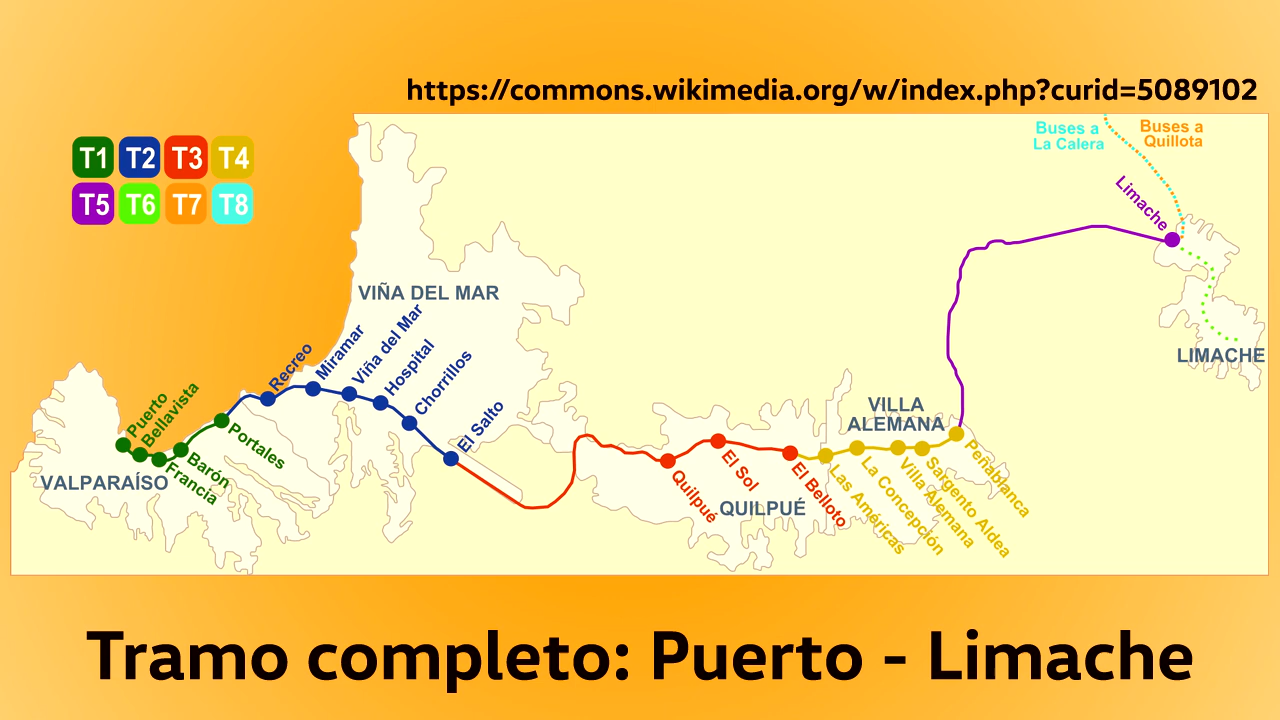 https://commons.wikimedia.org/w/index.php?curid=5089102
T1 T2 T3 T4
T5 T6 T7 T8
Buses a
La Calera
Buses a
Quillota
Limache
LIMACHE
VIÑA DEL MAR
Recreo
Miramar
Viña del Mar
Hospital
Chorrillos
El Salto
Puerto
Bellavista
Francia
Barón
Portales
VALPARAÍSO
Quilpué
El Sol
El Belloto
QUILPUÉ
VILLA
ALEMANA
Las Américas
La Concepción
Villa Alemana
Sargento Aldea
Peñablanca
Tramo completo: Puerto - Limache